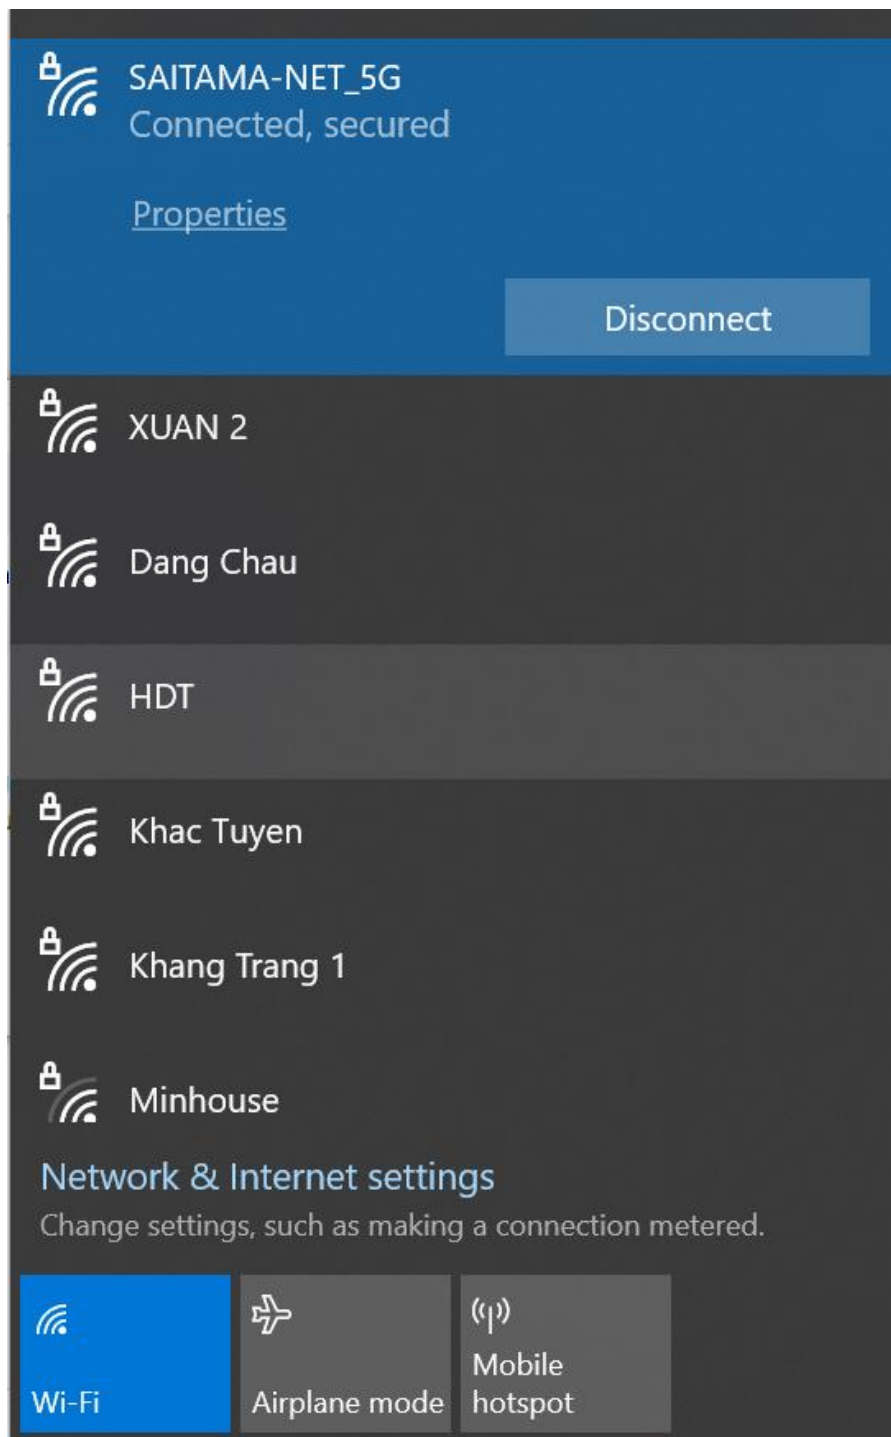 SAITAMA-NET_5G
Connected, secured
Properties
Disconnect
XUAN 2
Dang Chau
HDT
Khac Tuyen
Khang Trang 1
Minhouse
Network & Internet settings
Change settings, such as making a connection metered.
Wi-Fi
Airplane mode
Mobile
hotspot